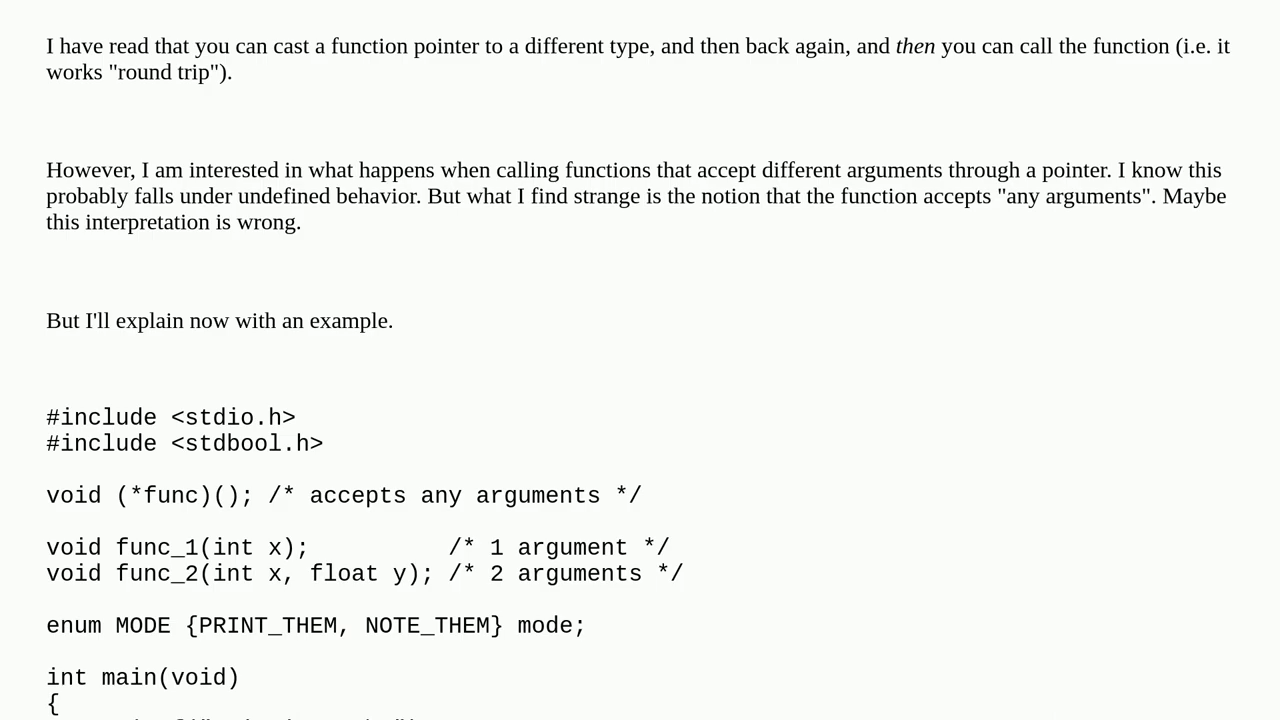 I have read that you can cast a function pointer to a different type, and then back again, and then you can call the function (i.e. it
works "round trip").
However, I am interested in what happens when calling functions that accept different arguments through a pointer. I know this
probably falls under undefined behavior. But what I find strange is the notion that the function accepts "any arguments". Maybe
this interpretation is wrong.
But I'll explain now with an example.
#include <stdio.h>
#include <stdbool.h>
void (*func)(); /* accepts any arguments */
void func_1(int x);          /* 1 argument */
void func_2(int x, float y); /* 2 arguments */
enum MODE {PRINT_THEM, NOTE_THEM} mode;
int main(void)
{